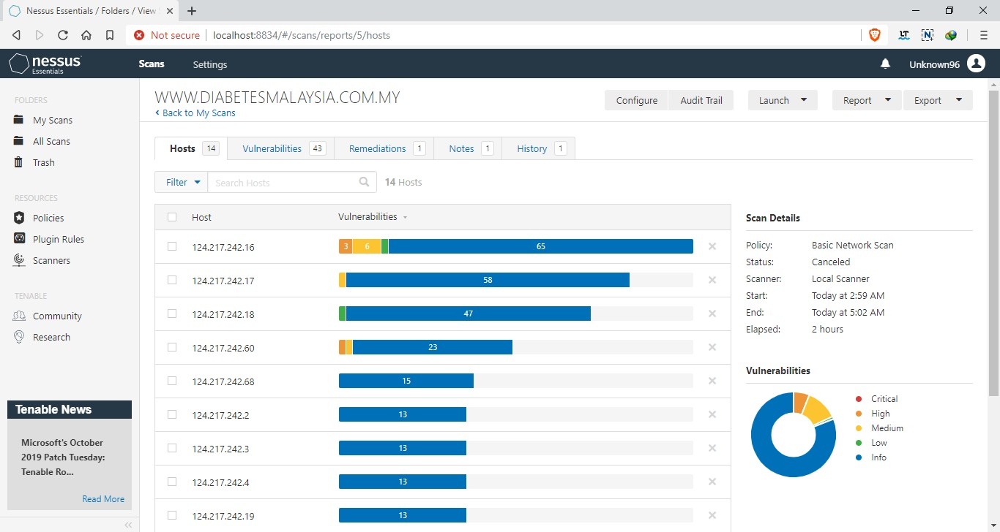 Nessus Essentials / Folders / View
Not secure
localhost:8834/#/scans/reports/5/hosts
nessus
Essentials
Scans
Settings
Unknown96
FOLDERS
My Scans
All Scans
Trash
RESOURCES
Policies
Plugin Rules
Scanners
TENABLE
Community
Research
Tenable News
Microsoft's October
2019 Patch Tuesday:
Tenable Ro...
Read More
WWW.DIABETESMALAYSIA.COM.MY
Back to My Scans
Configure
Audit Trail
Launch
Report
Export
Hosts 14
Vulnerabilities 43
Remediations 1
Notes 1
History 1
Filter
Search Hosts
14 Hosts
Host Vulnerabilities
124.217.242.16 3 6 65
124.217.242.17 58
124.217.242.18 47
124.217.242.60 23
124.217.242.68 15
124.217.242.2 13
124.217.242.3 13
124.217.242.4 13
124.217.242.19 13
Scan Details
Policy: Basic Network Scan
Status: Canceled
Scanner: Local Scanner
Start: Today at 2:59 AM
End: Today at 5:02 AM
Elapsed: 2 hours
Vulnerabilities
Critical
High
Medium
Low
Info